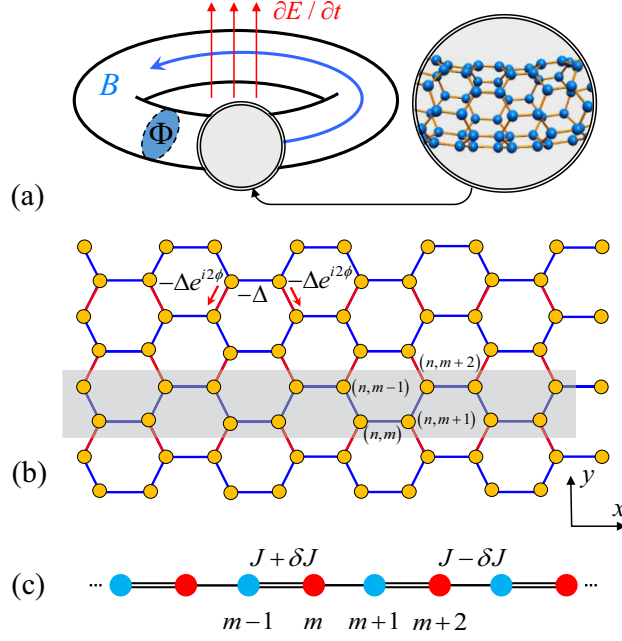 ∂E / ∂t
B
Φ
(a)
−Δe^{i2ϕ} −Δ −Δe^{i2ϕ}
(n, m+2)
(n, m−1)
(n, m) (n, m+1)
(b)
y
x
J + δJ J − δJ
(c) ... ...
m−1 m m+1 m+2